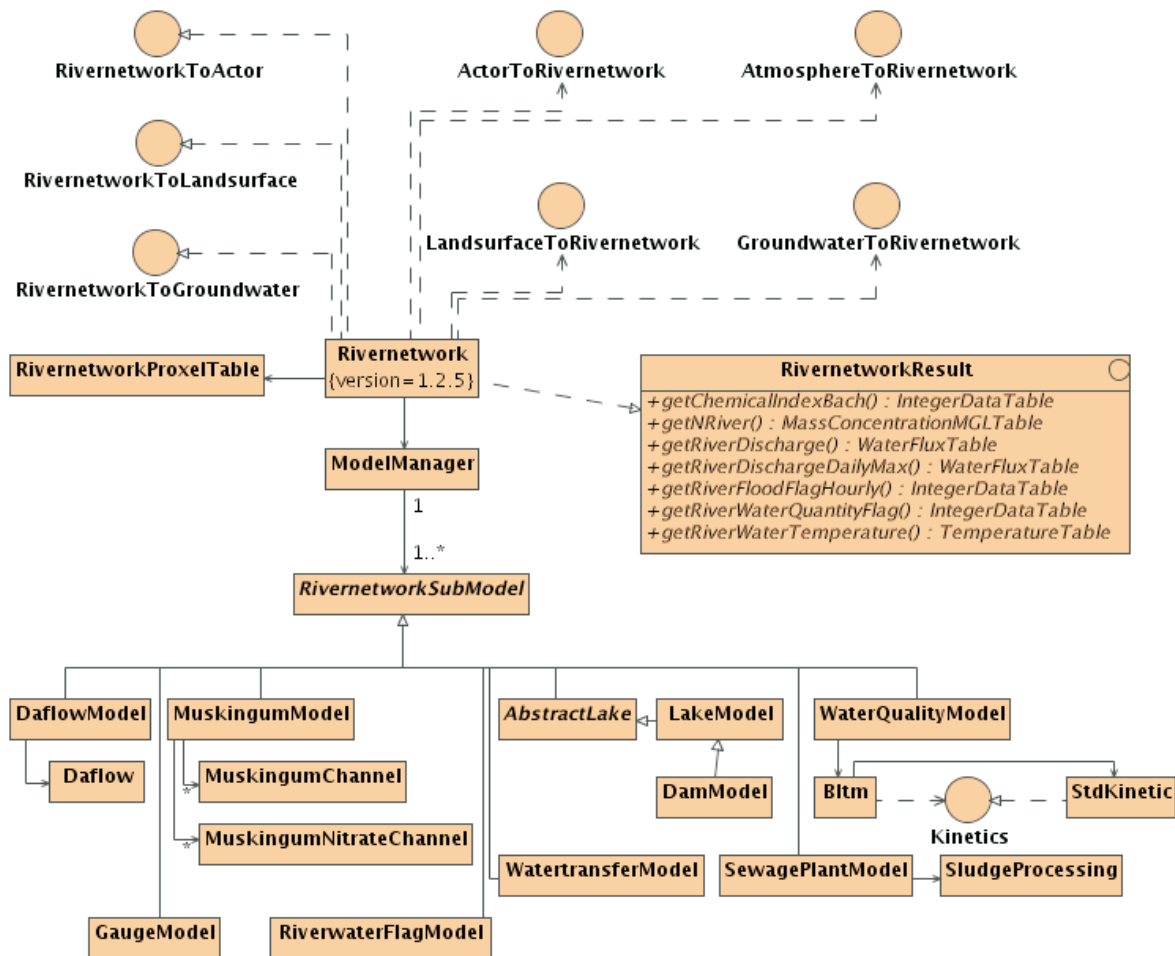 RivernetworkToActor
ActorToRivernetwork
AtmosphereToRivernetwork
RivernetworkToLandsurface
LandsurfaceToRivernetwork
GroundwaterToRivernetwork
RivernetworkToGroundwater
RivernetworkProxelTable
Rivernetwork
{version=1.2.5}
RivernetworkResult
+getChemicalIndexBach() : IntegerDataTable
+getNRiver() : MassConcentrationMGLTable
+getRiverDischarge() : WaterFluxTable
+getRiverDischargeDailyMax() : WaterFluxTable
+getRiverFloodFlagHourly() : IntegerDataTable
+getRiverWaterQuantityFlag() : IntegerDataTable
+getRiverWaterTemperature() : TemperatureTable
ModelManager
1
1..*
RivernetworkSubModel
DaflowModel
MuskingumModel
AbstractLake
LakeModel
WaterQualityModel
Daflow
*
MuskingumChannel
DamModel
Bltm
StdKinetic
Kinetics
*
MuskingumNitrateChannel
WatertransferModel
SewagePlantModel
SludgeProcessing
GaugeModel
RiverwaterFlagModel